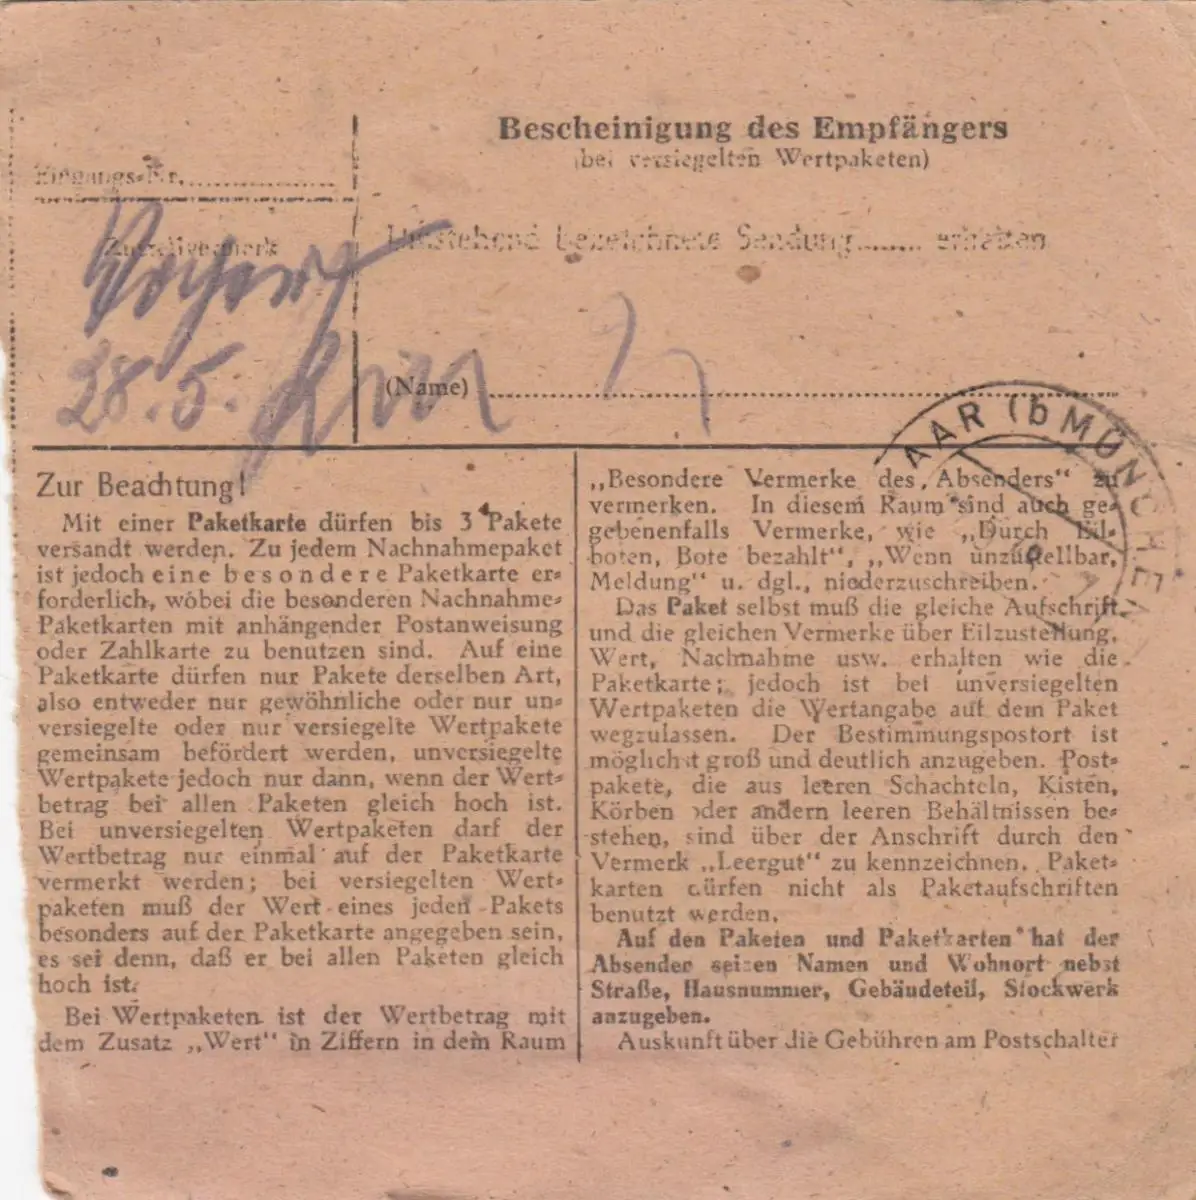 Bescheinigung des Empfängers
(bei versiegelten Wertpaketen)
Eingangs-Nr.
Zustellvermerk
Umstehend bezeichnete Sendung...... erhalten
28.5.
(Name)
AAR (b MÜNCHEN
Zur Beachtung!
Mit einer Paketkarte dürfen bis 3 Pakete
versandt werden. Zu jedem Nachnahmepaket
ist jedoch eine besondere Paketkarte er-
forderlich, wobei die besonderen Nachnahme-
Paketkarten mit anhängender Postanweisung
oder Zahlkarte zu benutzen sind. Auf eine
Paketkarte dürfen nur Pakete derselben Art,
also entweder nur gewöhnliche oder nur un-
versiegelte oder nur versiegelte Wertpakete
gemeinsam befördert werden, unversiegelte
Wertpakete jedoch nur dann, wenn der Wert-
betrag bei allen Paketen gleich hoch ist.
Bei unversiegelten Wertpaketen darf der
Wertbetrag nur einmal auf der Paketkarte
vermerkt werden; bei versiegelten Wert-
paketen muß der Wert eines jeden Pakets
besonders auf der Paketkarte angegeben sein,
es sei denn, daß er bei allen Paketen gleich
hoch ist.
Bei Wertpaketen ist der Wertbetrag mit
dem Zusatz „Wert" in Ziffern in dem Raum
„Besondere Vermerke des Absenders" zu
vermerken. In diesem Raum sind auch ge-
gebenenfalls Vermerke, wie „Durch Eil-
boten, Bote bezahlt", „Wenn unzustellbar,
Meldung" u. dgl., niederzuschreiben.
Das Paket selbst muß die gleiche Aufschrift
und die gleichen Vermerke über Eilzustellung,
Wert, Nachnahme usw. erhalten wie die
Paketkarte; jedoch ist bei unversiegelten
Wertpaketen die Wertangabe auf dem Paket
wegzulassen. Der Bestimmungspostort ist
möglichst groß und deutlich anzugeben. Post-
pakete, die aus leeren Schachteln, Kisten,
Körben oder andern leeren Behältnissen be-
stehen, sind über der Anschrift durch den
Vermerk „Leergut" zu kennzeichnen. Paket-
karten dürfen nicht als Paketaufschriften
benutzt werden.
Auf den Paketen und Paketkarten hat der
Absender seinen Namen und Wohnort nebst
Straße, Hausnummer, Gebäudeteil, Stockwerk
anzugeben.
Auskunft über die Gebühren am Postschalter